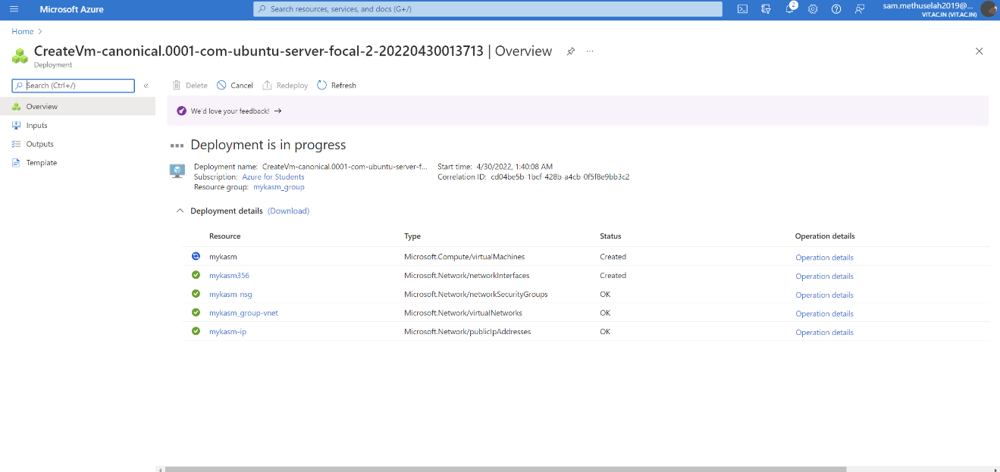 Microsoft Azure
Search resources, services, and docs (G+/)
2
sam.methuselah2019@...
VIT.AC.IN (VIT.AC.IN)
Home
CreateVm-canonical.0001-com-ubuntu-server-focal-2-20220430013713 | Overview
Deployment
Search (Ctrl+/)
«
Delete
Cancel
Redeploy
Refresh
Overview
Inputs
Outputs
Template
We'd love your feedback! →
Deployment is in progress
Deployment name: CreateVm-canonical.0001-com-ubuntu-server-f...
Start time: 4/30/2022, 1:40:08 AM
Subscription: Azure for Students
Correlation ID: cd04be5b-1bcf-428b-a4cb-0f5f8e9bb3c2
Resource group: mykasm_group
Deployment details (Download)
Resource Type Status Operation details
mykasm Microsoft.Compute/virtualMachines Created Operation details
mykasm356 Microsoft.Network/networkInterfaces Created Operation details
mykasm-nsg Microsoft.Network/networkSecurityGroups OK Operation details
mykasm_group-vnet Microsoft.Network/virtualNetworks OK Operation details
mykasm-ip Microsoft.Network/publicIpAddresses OK Operation details